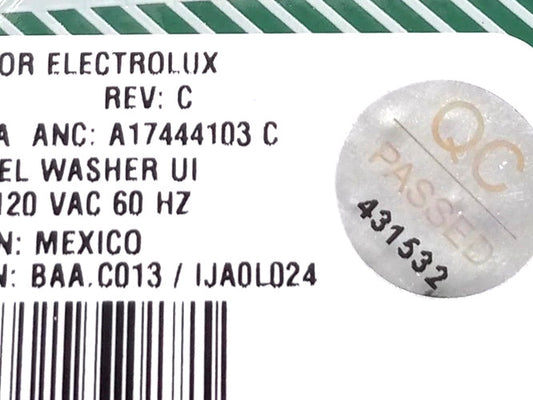 OR ELECTROLUX
REV: C
A ANC: A17444103 C
EL WASHER UI
120 VAC 60 HZ
N: MEXICO
N: BAA.C013 / IJA0L024
QC
PASSED
431532